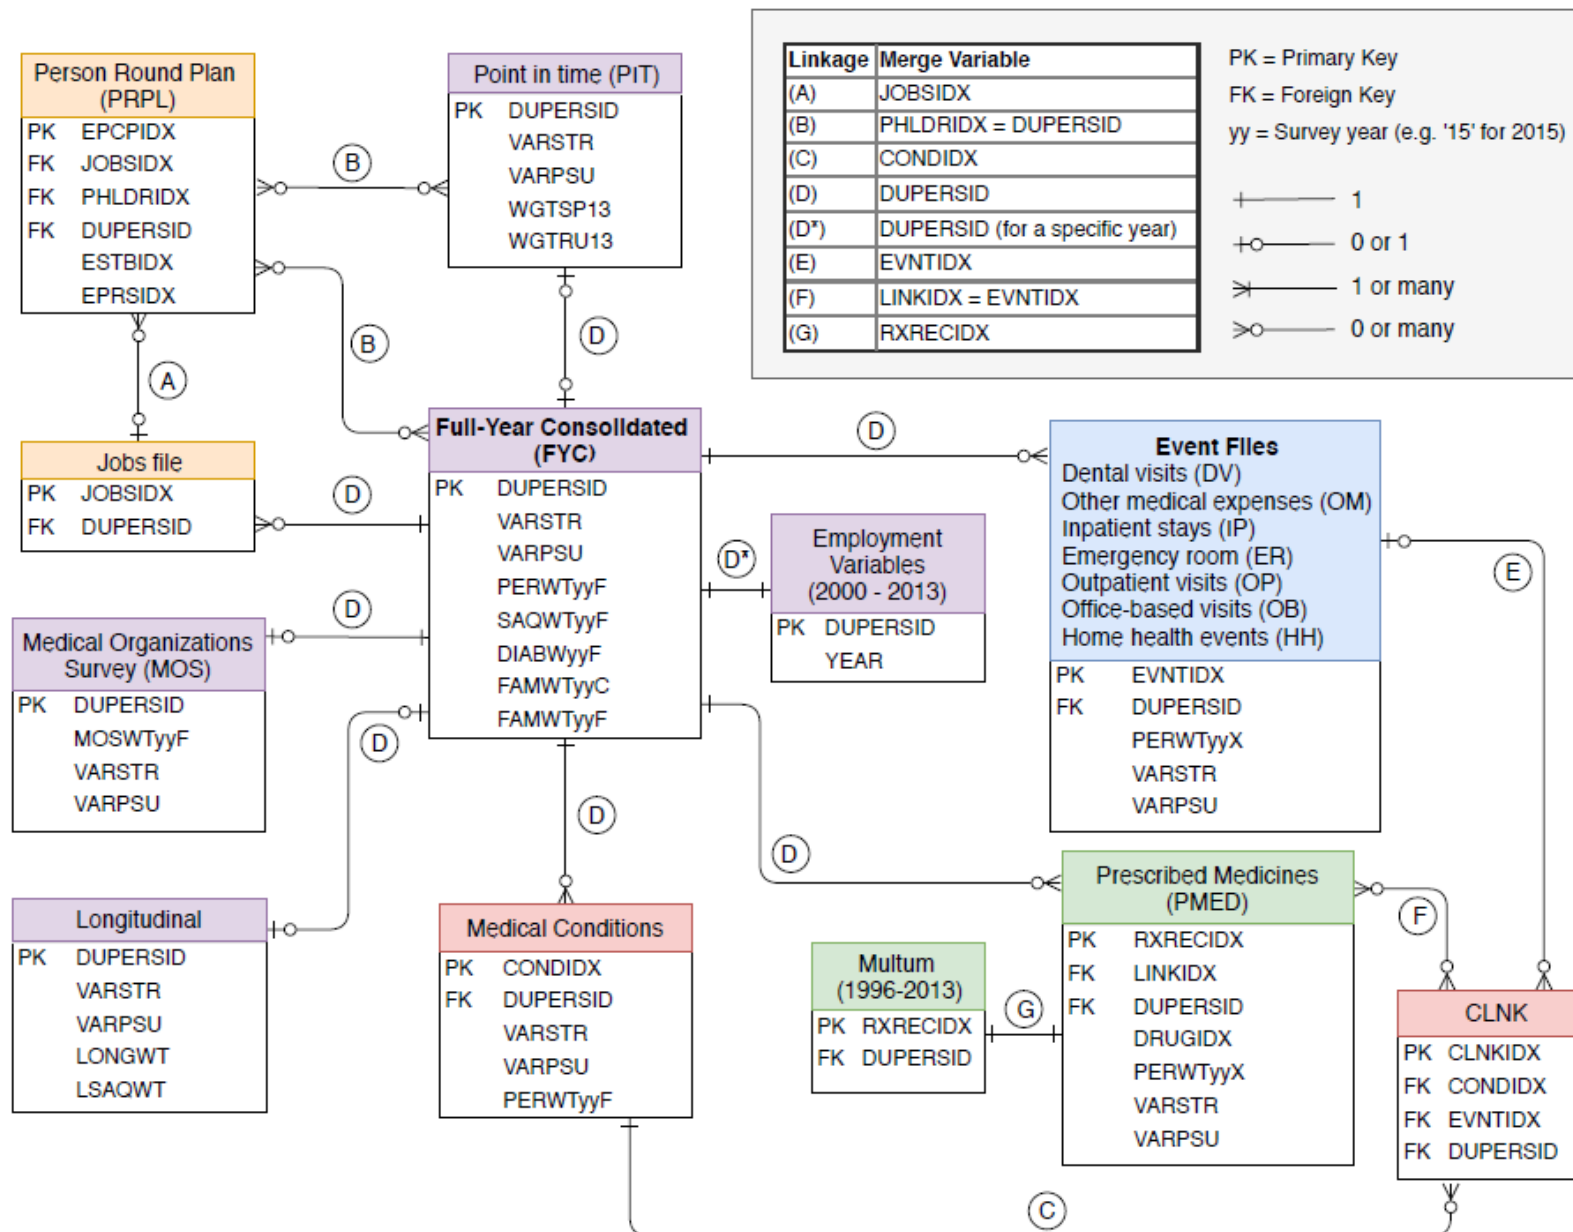 Person Round Plan
(PRPL)
PK EPCPIDX
FK JOBSIDX
FK PHLDRIDX
FK DUPERSID
ESTBIDX
EPRSIDX
Point in time (PIT)
PK DUPERSID
VARSTR
VARPSU
WGTSP13
WGTRU13
Linkage Merge Variable
(A) JOBSIDX
(B) PHLDRIDX = DUPERSID
(C) CONDIDX
(D) DUPERSID
(D*) DUPERSID (for a specific year)
(E) EVNTIDX
(F) LINKIDX = EVNTIDX
(G) RXRECIDX
PK = Primary Key
FK = Foreign Key
yy = Survey year (e.g. '15' for 2015)
1
0 or 1
1 or many
0 or many
B
B
D
A
Jobs file
PK JOBSIDX
FK DUPERSID
D
Full-Year Consolidated
(FYC)
PK DUPERSID
VARSTR
VARPSU
PERWTyyF
SAQWTyyF
DIABWyyF
FAMWTyyC
FAMWTyyF
D
Event Files
Dental visits (DV)
Other medical expenses (OM)
Inpatient stays (IP)
Emergency room (ER)
Outpatient visits (OP)
Office-based visits (OB)
Home health events (HH)
PK EVNTIDX
FK DUPERSID
PERWTyyX
VARSTR
VARPSU
D*
Employment
Variables
(2000 - 2013)
PK DUPERSID
YEAR
E
D
Medical Organizations
Survey (MOS)
PK DUPERSID
MOSWTyyF
VARSTR
VARPSU
D
D
D
Longitudinal
PK DUPERSID
VARSTR
VARPSU
LONGWT
LSAQWT
Medical Conditions
PK CONDIDX
FK DUPERSID
VARSTR
VARPSU
PERWTyyF
Multum
(1996-2013)
PK RXRECIDX
FK DUPERSID
G
Prescribed Medicines
(PMED)
PK RXRECIDX
FK LINKIDX
FK DUPERSID
DRUGIDX
PERWTyyX
VARSTR
VARPSU
F
CLNK
PK CLNKIDX
FK CONDIDX
FK EVNTIDX
FK DUPERSID
C